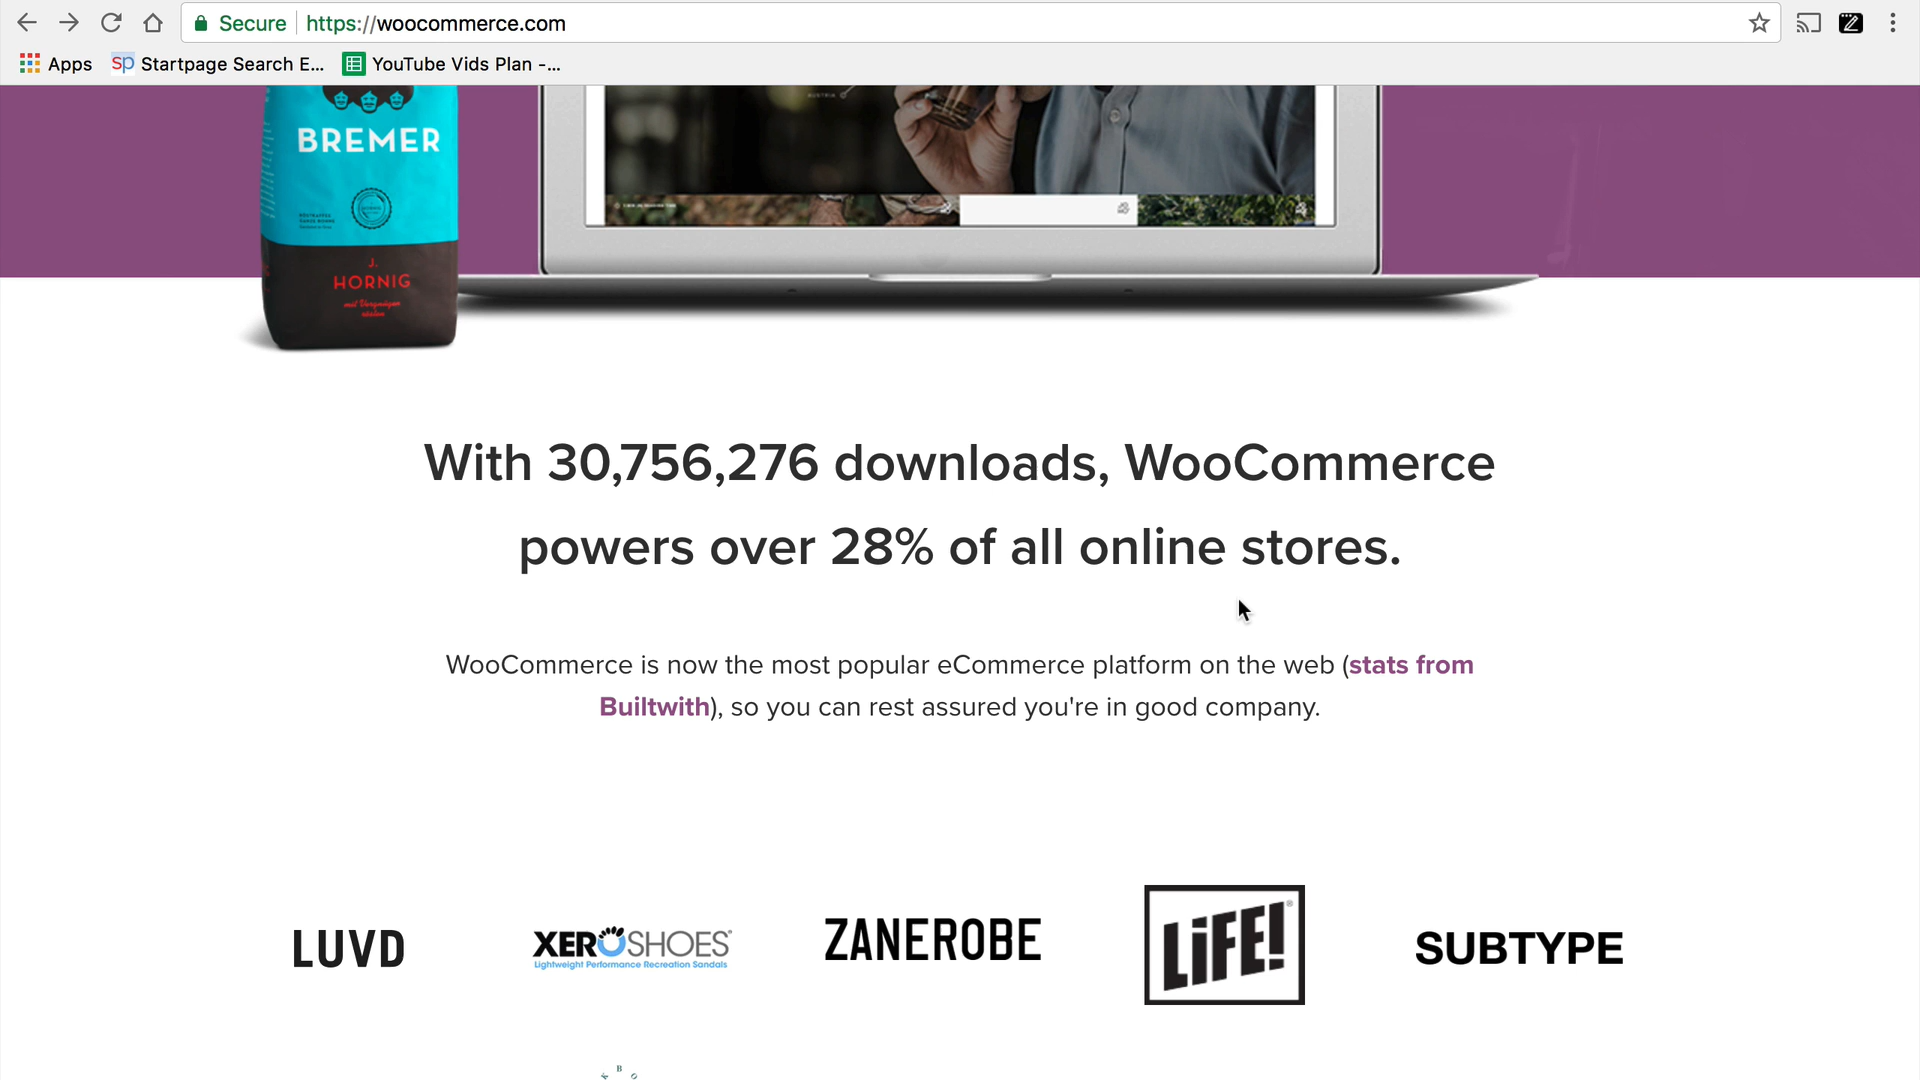 Secure https://woocommerce.com
Apps Startpage Search E... YouTube Vids Plan -...
BREMER
J.
HORNIG
With 30,756,276 downloads, WooCommerce
powers over 28% of all online stores.
WooCommerce is now the most popular eCommerce platform on the web (stats from
Builtwith), so you can rest assured you're in good company.
LUVD XEROSHOES® ZANEROBE LiFE!® SUBTYPE
Lightweight Performance Recreation Sandals